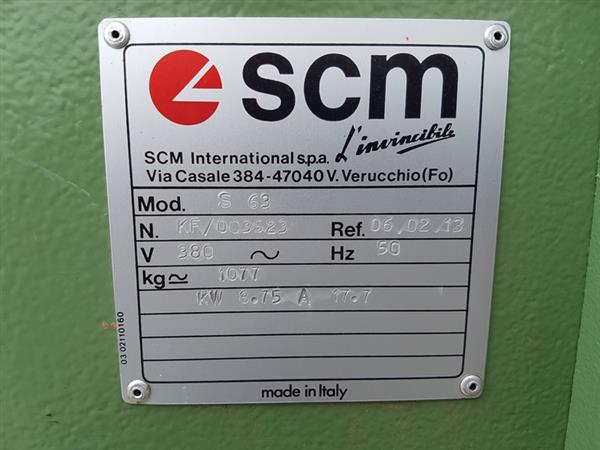 scm
L'invincibile
SCM International s.p.a.
Via Casale 384-47040 V. Verucchio (Fo)
Mod. S 63
N. KF/003523 Ref. 06.02.13
V 380 ~ Hz 50
kg≃ 1077
KW 8.75 A 17.7
03 02110160
made in Italy